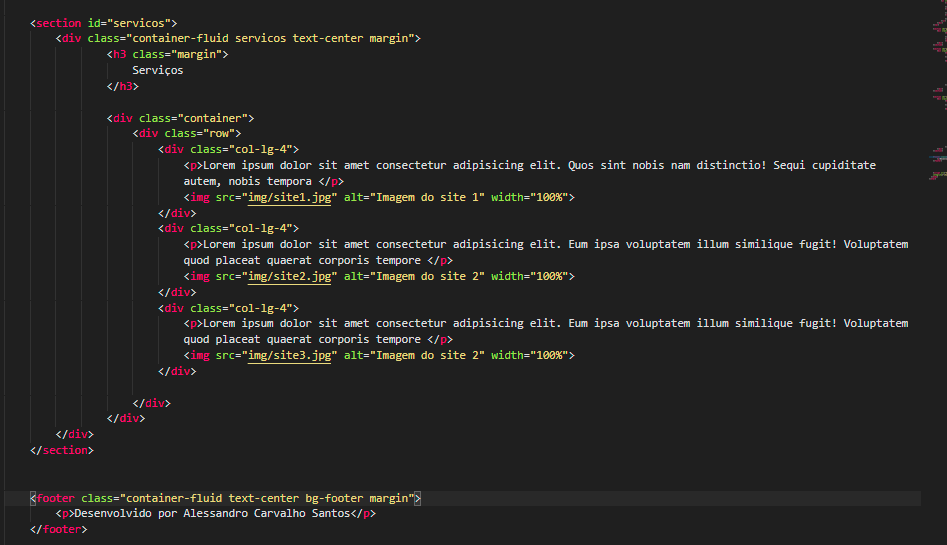 <section id="servicos">
<div class="container-fluid servicos text-center margin">
<h3 class="margin">
Serviços
</h3>
<div class="container">
<div class="row">
<div class="col-lg-4">
<p>Lorem ipsum dolor sit amet consectetur adipisicing elit. Quos sint nobis nam distinctio! Sequi cupiditate
autem, nobis tempora </p>
<img src="img/site1.jpg" alt="Imagem do site 1" width="100%">
</div>
<div class="col-lg-4">
<p>Lorem ipsum dolor sit amet consectetur adipisicing elit. Eum ipsa voluptatem illum similique fugit! Voluptatem
quod placeat quaerat corporis tempore </p>
<img src="img/site2.jpg" alt="Imagem do site 2" width="100%">
</div>
<div class="col-lg-4">
<p>Lorem ipsum dolor sit amet consectetur adipisicing elit. Eum ipsa voluptatem illum similique fugit! Voluptatem
quod placeat quaerat corporis tempore </p>
<img src="img/site3.jpg" alt="Imagem do site 2" width="100%">
</div>
</div>
</div>
</div>
</section>
<footer class="container-fluid text-center bg-footer margin">
<p>Desenvolvido por Alessandro Carvalho Santos</p>
</footer>